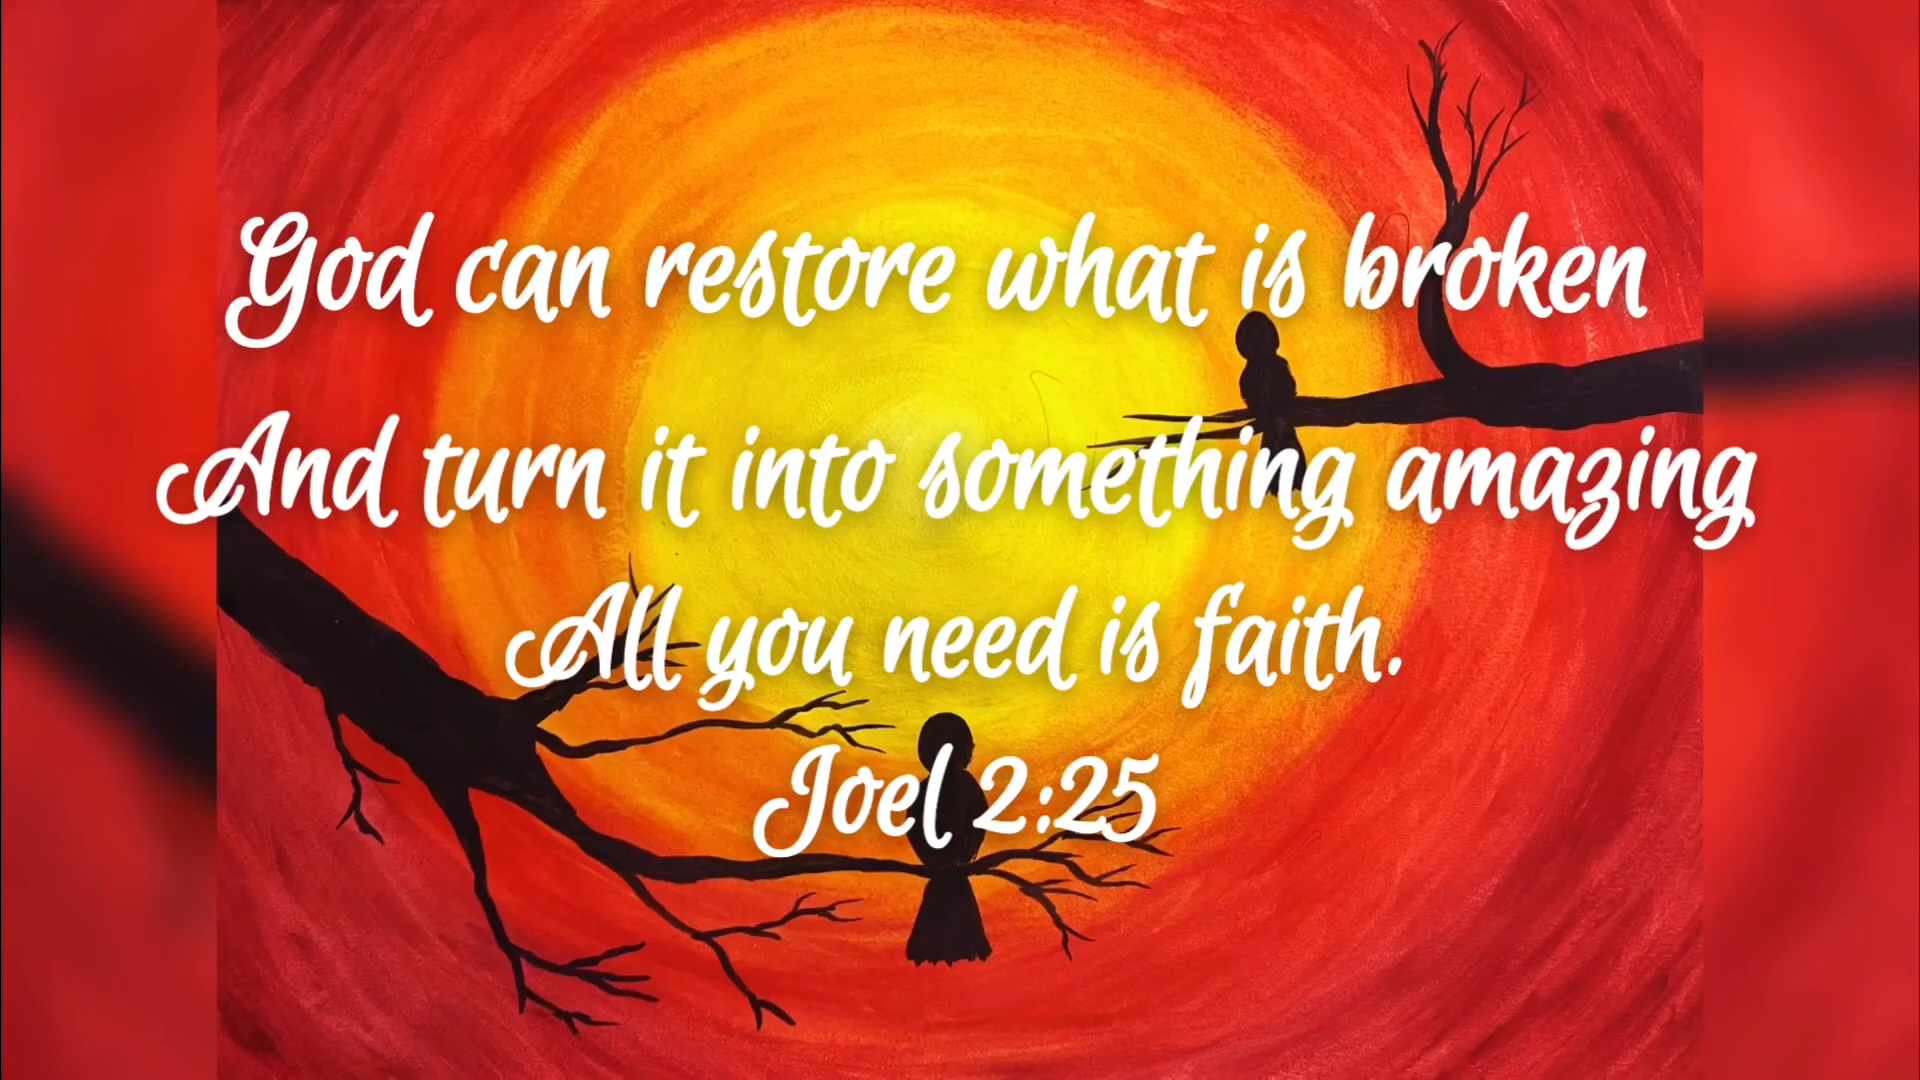 God can restore what is broken
And turn it into something amazing
All you need is faith.
Joel 2:25